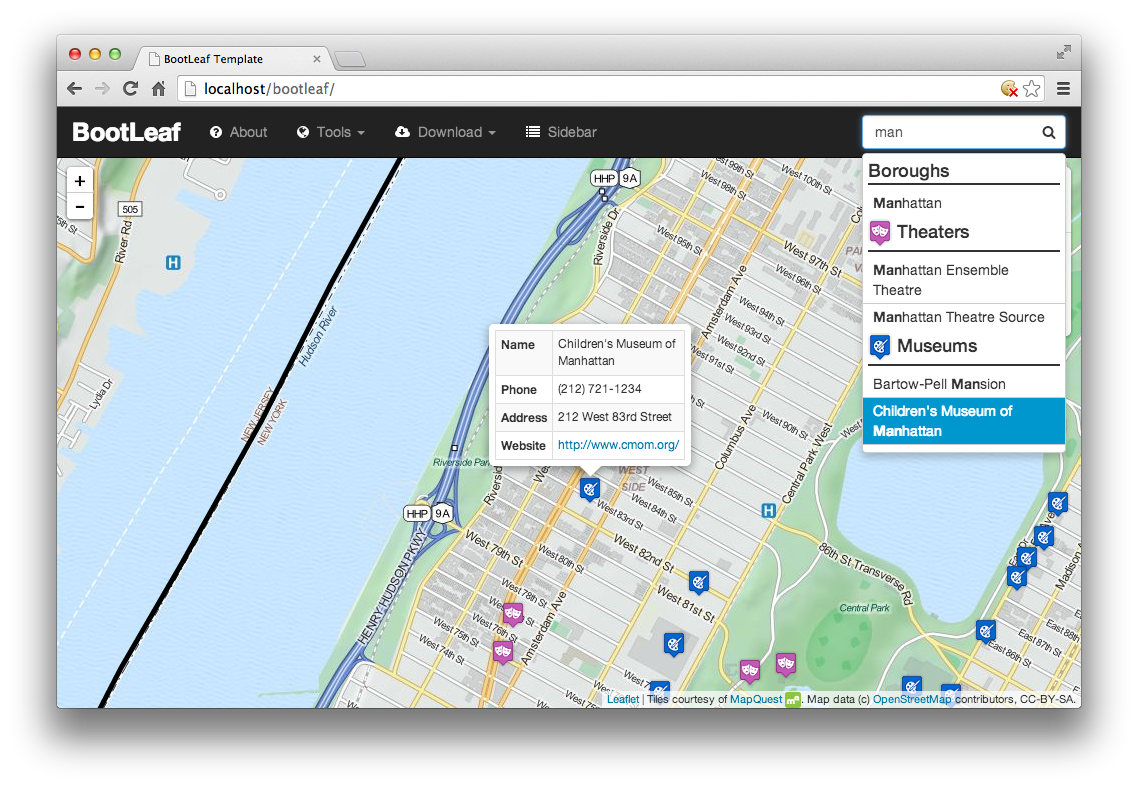 BootLeaf Template
localhost/bootleaf/
BootLeaf
About
Tools
Download
Sidebar
man
Boroughs
Manhattan
Theaters
Manhattan Ensemble
Theatre
Manhattan Theatre Source
Museums
Bartow-Pell Mansion
Children's Museum of
Manhattan
+
−
505
River Rd
H
Lydia Dr
Hudson River
NEW JERSEY
NEW YORK
HHP
9A
Riverside Dr
West 99th St
West 98th St
West 100th St
West 97th St
West 96th St
West 95th St
West 94th St
West 93rd St
West 92nd St
West 91st St
West 90th St
Amsterdam Ave
Columbus Ave
Central Park West
Name
Children's Museum of
Manhattan
Phone
(212) 721-1234
Address
212 West 83rd Street
Website
http://www.cmom.org/
WEST
SIDE
West 85th St
West 84th St
West 83rd St
West 82nd St
West 81st St
West 80th St
West 79th St
West 78th St
West 76th St
West 75th St
West 74th St
HHP
9A
HENRY HUDSON PKWY
Amsterdam Ave
H
86th St Transverse Rd
Central Park
Madison
East 88th St
East 87th St
East 86th St
Leaflet | Tiles courtesy of MapQuest . Map data (c) OpenStreetMap contributors, CC-BY-SA.